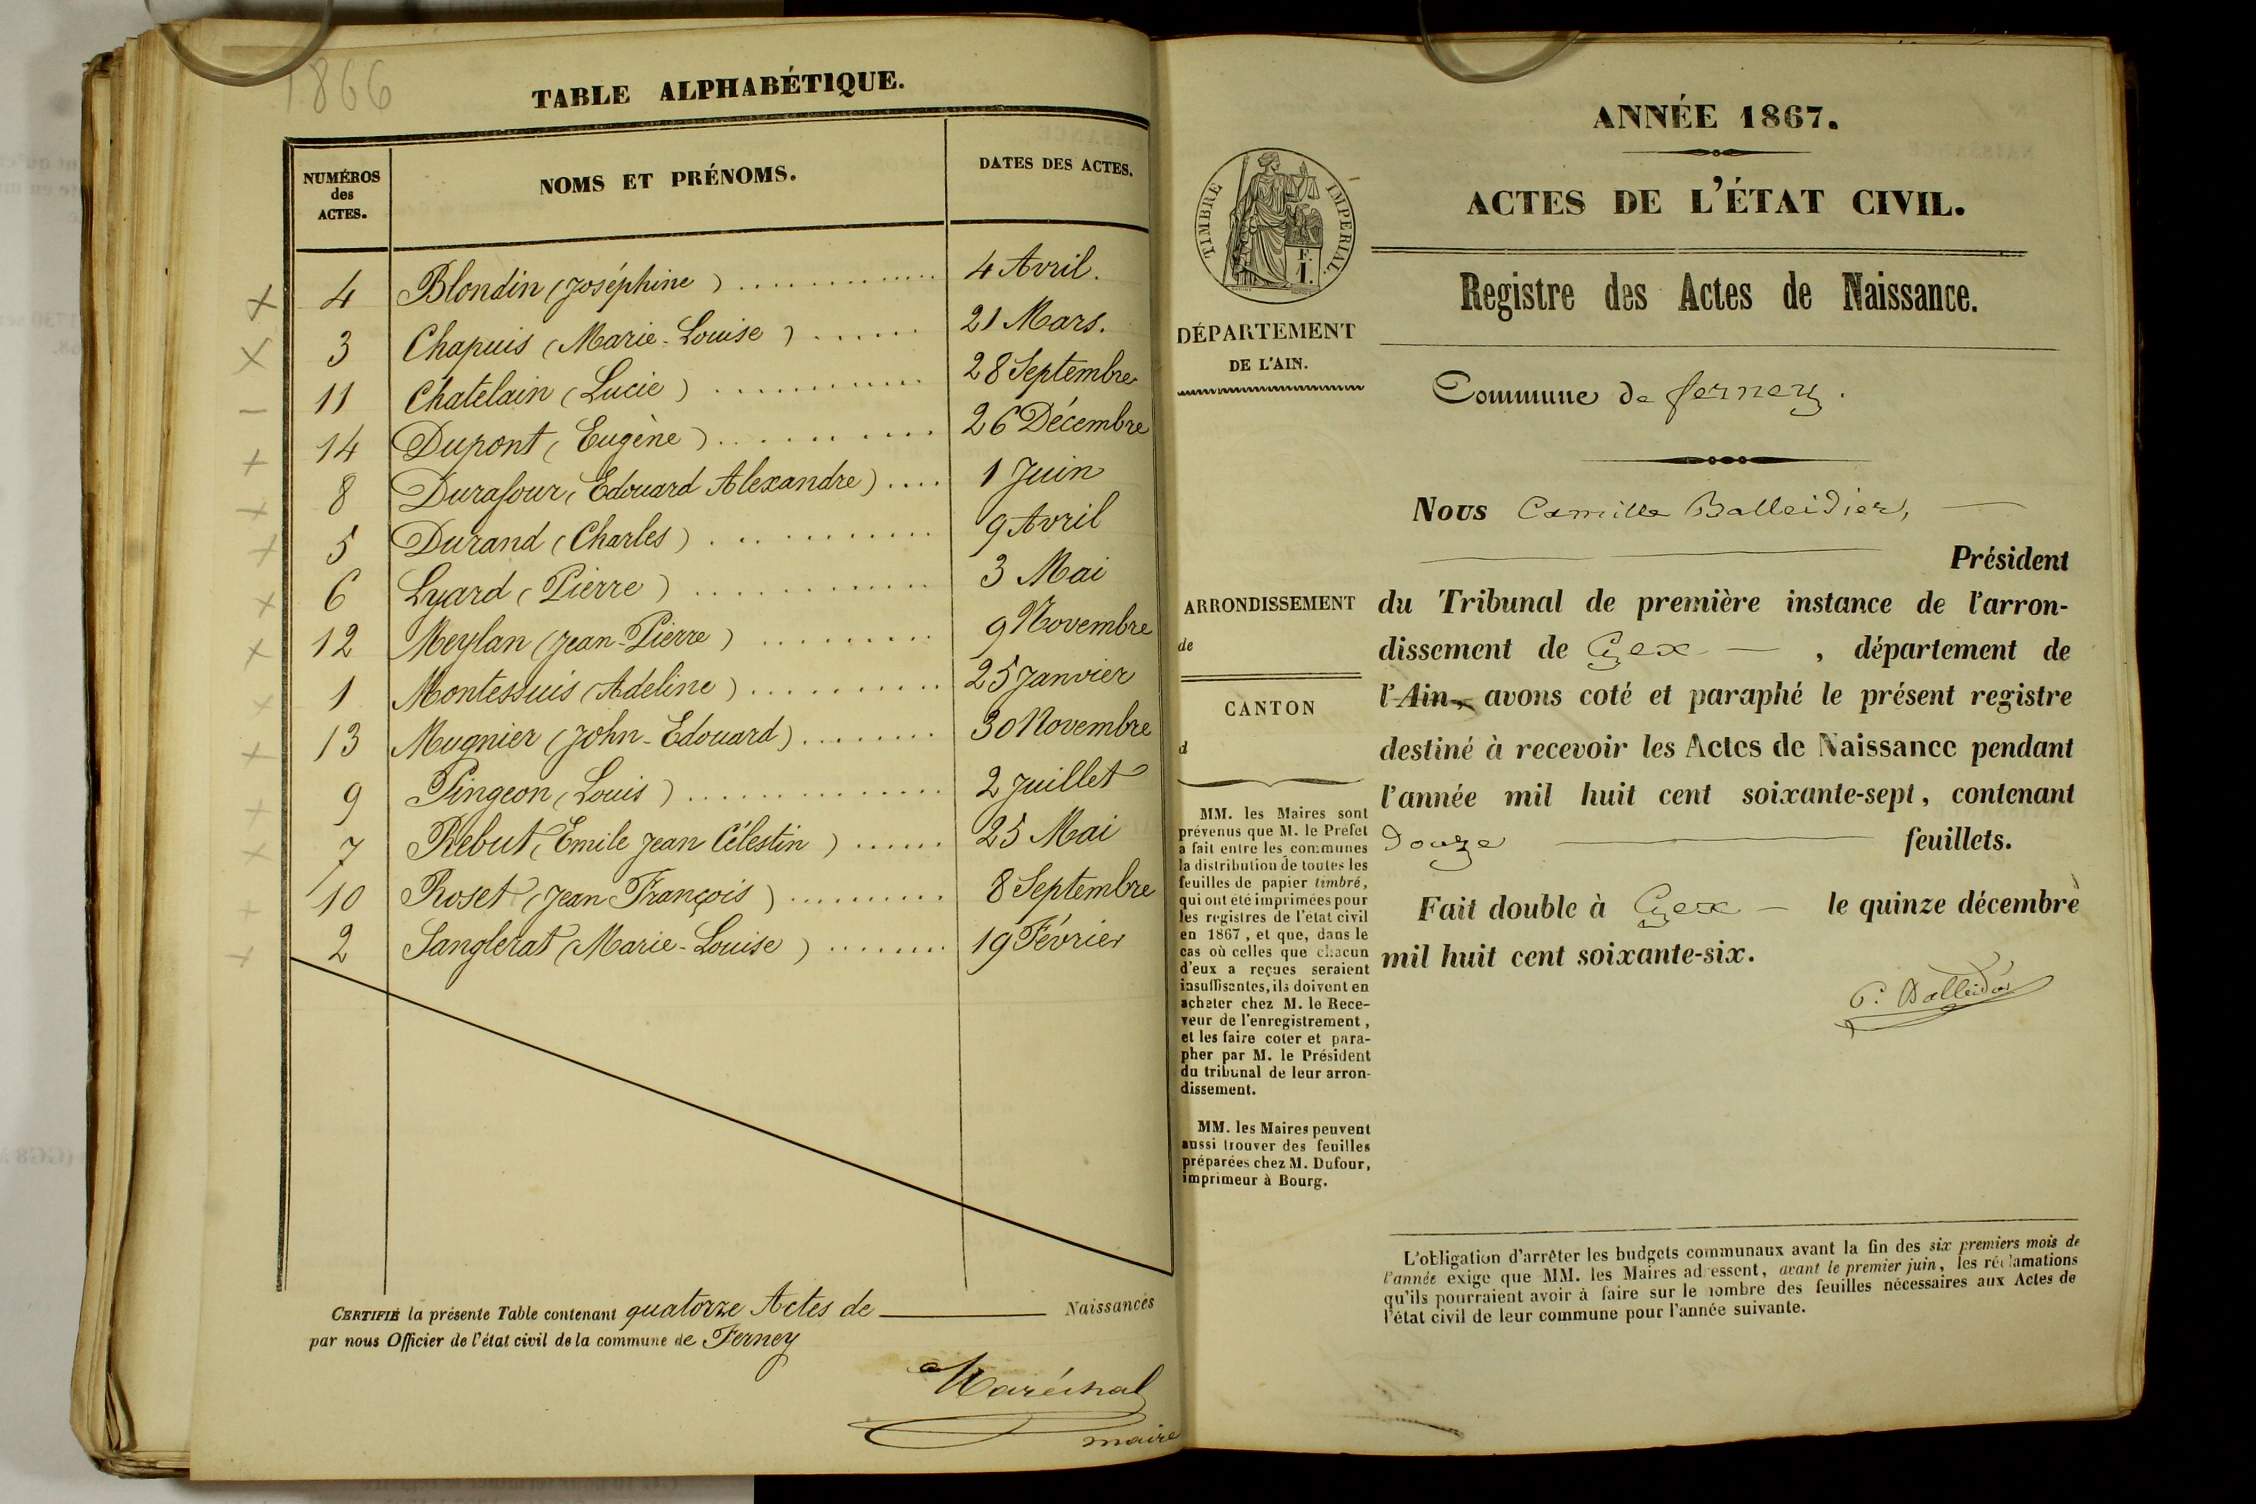 1866
TABLE ALPHABÉTIQUE.
NUMÉROS des ACTES. NOMS ET PRÉNOMS. DATES DES ACTES.
4 Blondin (Joséphine) 4 Avril.
3 Chapuis (Marie-Louise) 21 Mars.
11 Chatelain (Lucie) 28 Septembre
14 Dupont (Eugène) 26 Décembre
8 Durafour (Edouard Alexandre) 1 Juin
5 Durand (Charles) 9 Avril
6 Lyard (Pierre) 3 Mai
12 Meylan (Jean-Pierre) 9 Novembre
1 Montessuis (Adeline) 25 Janvier
13 Mugnier (John-Edouard) 30 Novembre
9 Pingeon (Louis) 2 Juillet
7 Rebut (Emile Jean Célestin) 25 Mai
10 Roset (Jean François) 8 Septembre
2 Sanglerat (Marie-Louise) 19 Février
CERTIFIÉ la présente Table contenant quatorze Actes de Naissances
par nous Officier de l'état civil de la commune de Ferney
Maréchal
maire
ANNÉE 1867.
ACTES DE L'ÉTAT CIVIL.
Registre des Actes de Naissance.
TIMBRE IMPERIAL.
F.
1.
DÉPARTEMENT
DE L'AIN.
Commune de ferney.
Nous Camille Balleidier,
Président
ARRONDISSEMENT
de
CANTON
d
du Tribunal de première instance de l'arron-
dissement de Gex, département de
l'Ain, avons coté et paraphé le présent registre
destiné à recevoir les Actes de Naissance pendant
l'année mil huit cent soixante-sept, contenant
douze feuillets.
Fait double à Gex le quinze décembre
mil huit cent soixante-six.
C. Balleidier
MM. les Maires sont
prévenus que M. le Préfet
a fait entre les communes
la distribution de toutes les
feuilles de papier timbré,
qui ont été imprimées pour
les registres de l'état civil
en 1867, et que, dans le
cas où celles que chacun
d'eux a reçues seraient
insuffisantes, ils doivent en
acheter chez M. le Rece-
veur de l'enregistrement,
et les faire coter et para-
pher par M. le Président
du tribunal de leur arron-
dissement.
MM. les Maires peuvent
aussi trouver des feuilles
préparées chez M. Dufour,
imprimeur à Bourg.
L'obligation d'arrêter les budgets communaux avant la fin des six premiers mois de
l'année exige que MM. les Maires adressent, avant le premier juin, les réclamations
qu'ils pourraient avoir à faire sur le nombre des feuilles nécessaires aux Actes de
l'état civil de leur commune pour l'année suivante.